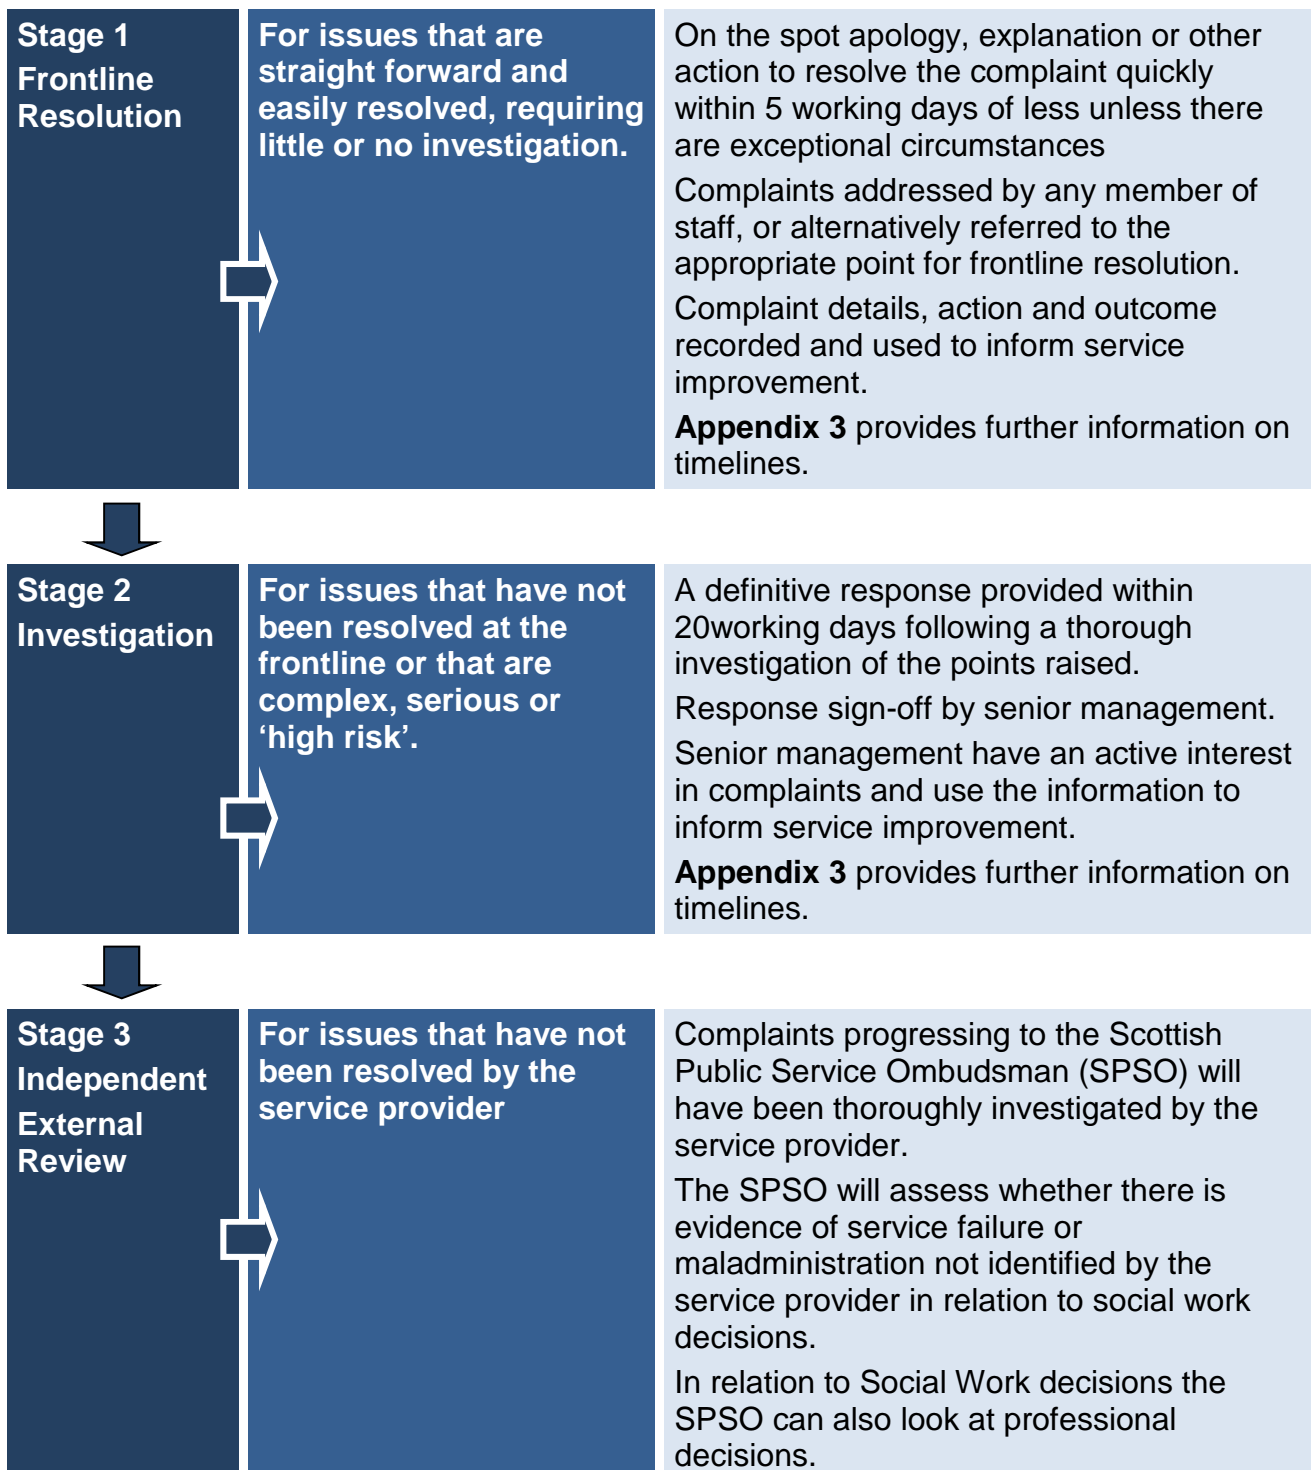 Stage 1
Frontline
Resolution
For issues that are
straight forward and
easily resolved, requiring
little or no investigation.
On the spot apology, explanation or other
action to resolve the complaint quickly
within 5 working days of less unless there
are exceptional circumstances
Complaints addressed by any member of
staff, or alternatively referred to the
appropriate point for frontline resolution.
Complaint details, action and outcome
recorded and used to inform service
improvement.
Appendix 3 provides further information on
timelines.
Stage 2
Investigation
For issues that have not
been resolved at the
frontline or that are
complex, serious or
‘high risk’.
A definitive response provided within
20working days following a thorough
investigation of the points raised.
Response sign-off by senior management.
Senior management have an active interest
in complaints and use the information to
inform service improvement.
Appendix 3 provides further information on
timelines.
Stage 3
Independent
External
Review
For issues that have not
been resolved by the
service provider
Complaints progressing to the Scottish
Public Service Ombudsman (SPSO) will
have been thoroughly investigated by the
service provider.
The SPSO will assess whether there is
evidence of service failure or
maladministration not identified by the
service provider in relation to social work
decisions.
In relation to Social Work decisions the
SPSO can also look at professional
decisions.